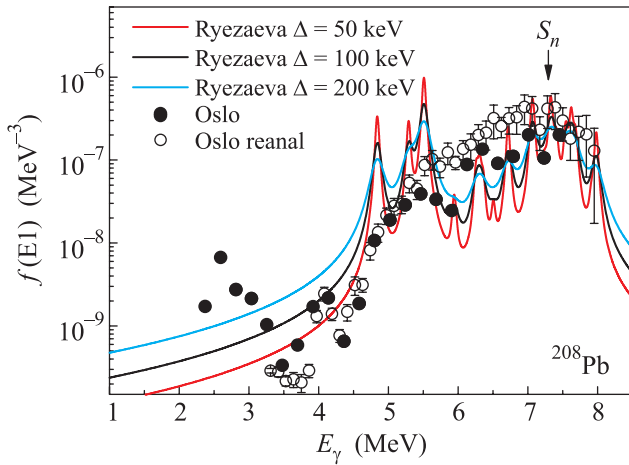 Ryezaeva Δ = 50 keV
Ryezaeva Δ = 100 keV
Ryezaeva Δ = 200 keV
Oslo
Oslo reanal
S_n
10⁻⁶
10⁻⁷
10⁻⁸
10⁻⁹
f(E1) (MeV⁻³)
²⁰⁸Pb
1 2 3 4 5 6 7 8
E_γ (MeV)